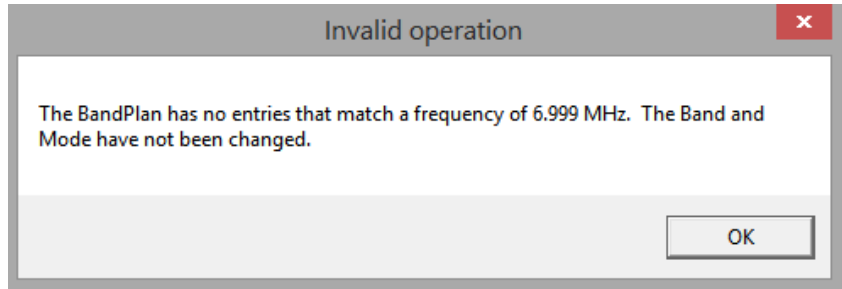 Invalid operation
The BandPlan has no entries that match a frequency of 6.999 MHz.  The Band and
Mode have not been changed.
OK